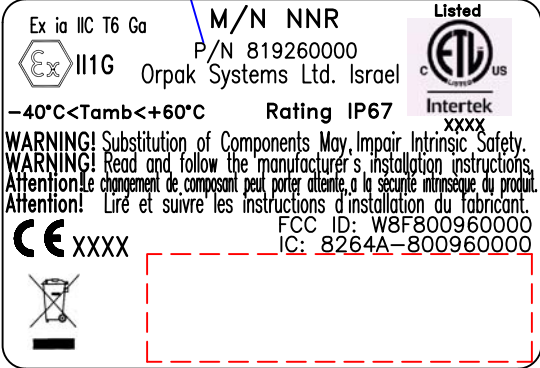 Ex ia IIC T6 Ga
M/N NNR
Listed
Ex II1G
P/N 819260000
Orpak Systems Ltd. Israel
ETL
LISTED
C US
Intertek
XXXX
-40°C<Tamb<+60°C
Rating IP67
WARNING! Substitution of Components May Impair Intrinsic Safety.
WARNING! Read and follow the manufacturer's installation instructions.
Attention! Le changement de composant peut porter atteinte, a la sécurité intrinsèque du produit.
Attention! Lire et suivre les instructions d'installation du fabricant.
CE XXXX
FCC ID: W8F800960000
IC: 8264A-800960000